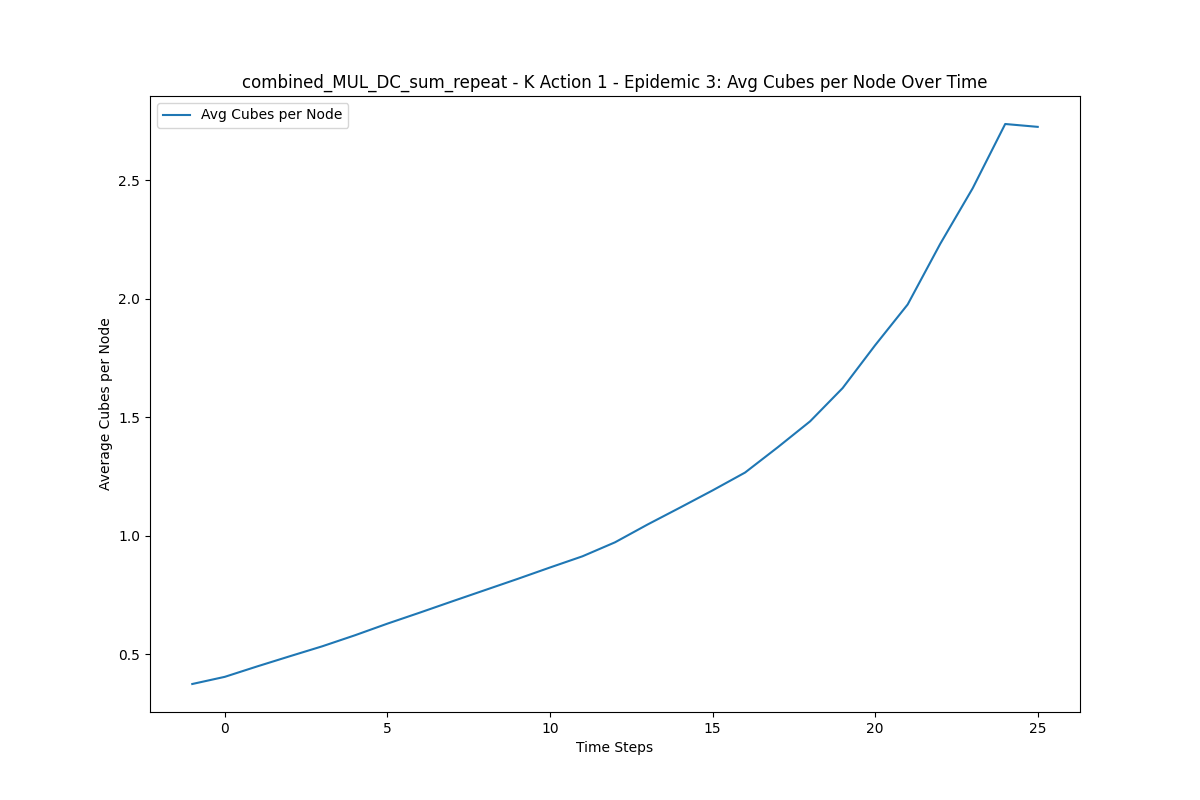 combined_MUL_DC_sum_repeat - K Action 1 - Epidemic 3: Avg Cubes per Node Over Time
Avg Cubes per Node
2.5
2.0
1.5
1.0
0.5
Average Cubes per Node
0 5 10 15 20 25
Time Steps